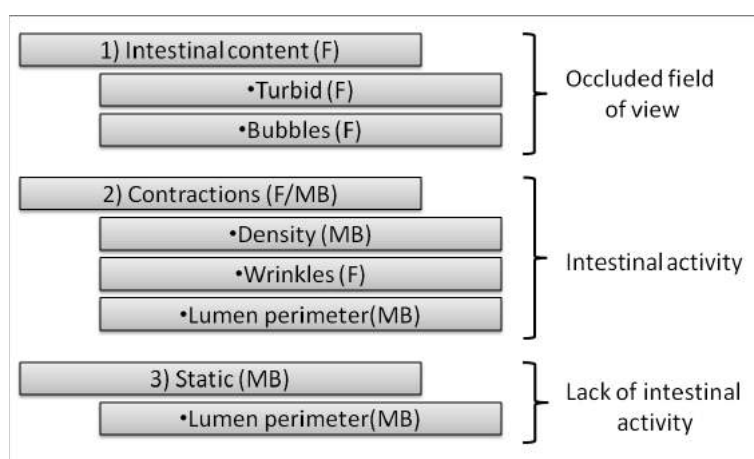 1) Intestinal content (F)
•Turbid (F)
•Bubbles (F)
Occluded field
of view
2) Contractions (F/MB)
•Density (MB)
•Wrinkles (F)
•Lumen perimeter(MB)
Intestinal activity
3) Static (MB)
•Lumen perimeter(MB)
Lack of intestinal
activity